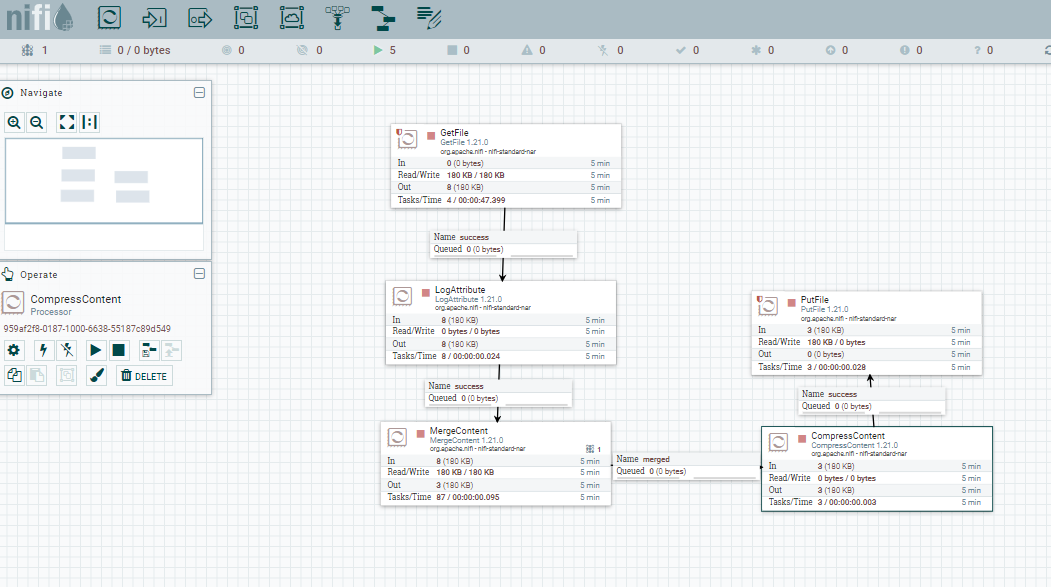 nifi
1
0 / 0 bytes
0
0
5
0
0
0
0
0
0
0
0
Navigate
Operate
CompressContent
Processor
959af2f8-0187-1000-6638-55187c89d549
DELETE
GetFile
GetFile 1.21.0
org.apache.nifi - nifi-standard-nar
In 0 (0 bytes) 5 min
Read/Write 180 KB / 180 KB 5 min
Out 8 (180 KB) 5 min
Tasks/Time 4 / 00:00:47.399 5 min
Name success
Queued 0 (0 bytes)
LogAttribute
LogAttribute 1.21.0
org.apache.nifi - nifi-standard-nar
In 8 (180 KB) 5 min
Read/Write 0 bytes / 0 bytes 5 min
Out 8 (180 KB) 5 min
Tasks/Time 8 / 00:00:00.024 5 min
Name success
Queued 0 (0 bytes)
MergeContent
MergeContent 1.21.0
org.apache.nifi - nifi-standard-nar
1
In 8 (180 KB) 5 min
Read/Write 180 KB / 180 KB 5 min
Out 3 (180 KB) 5 min
Tasks/Time 87 / 00:00:00.095 5 min
Name merged
Queued 0 (0 bytes)
PutFile
PutFile 1.21.0
org.apache.nifi - nifi-standard-nar
In 3 (180 KB) 5 min
Read/Write 180 KB / 0 bytes 5 min
Out 0 (0 bytes) 5 min
Tasks/Time 3 / 00:00:00.028 5 min
Name success
Queued 0 (0 bytes)
CompressContent
CompressContent 1.21.0
org.apache.nifi - nifi-standard-nar
In 3 (180 KB) 5 min
Read/Write 0 bytes / 0 bytes 5 min
Out 3 (180 KB) 5 min
Tasks/Time 3 / 00:00:00.003 5 min